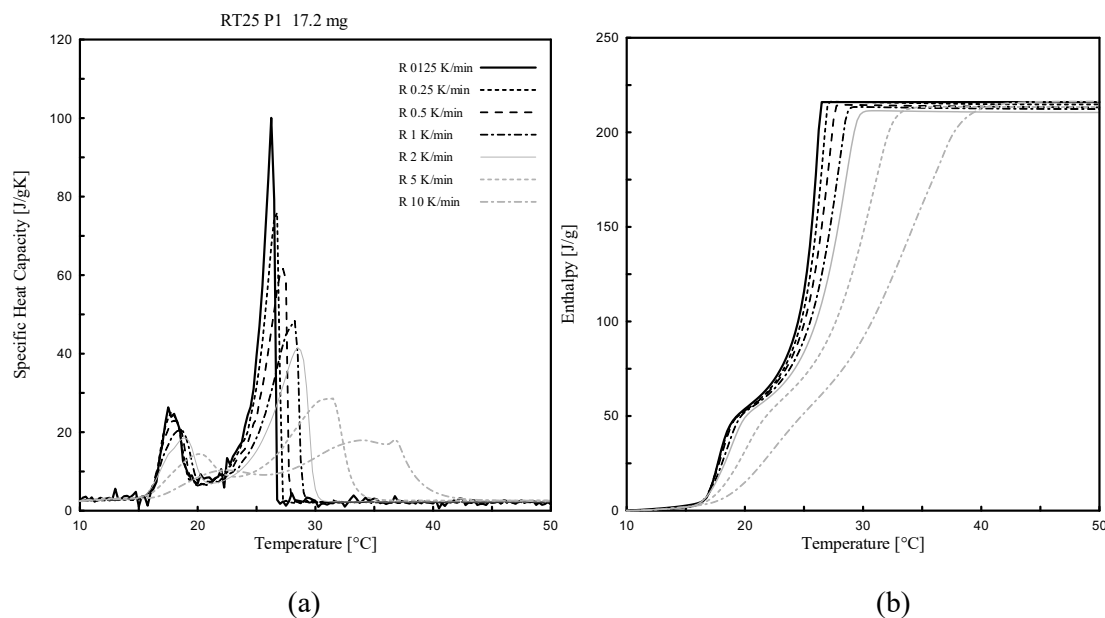 RT25 P1 17.2 mg
120
100
80
60
40
20
0
10 20 30 40 50
Specific Heat Capacity [J/gK]
Temperature [°C]
R 0125 K/min
R 0.25 K/min
R 0.5 K/min
R 1 K/min
R 2 K/min
R 5 K/min
R 10 K/min
(a)
250
200
150
100
50
0
10 20 30 40 50
Enthalpy [J/g]
Temperature [°C]
(b)